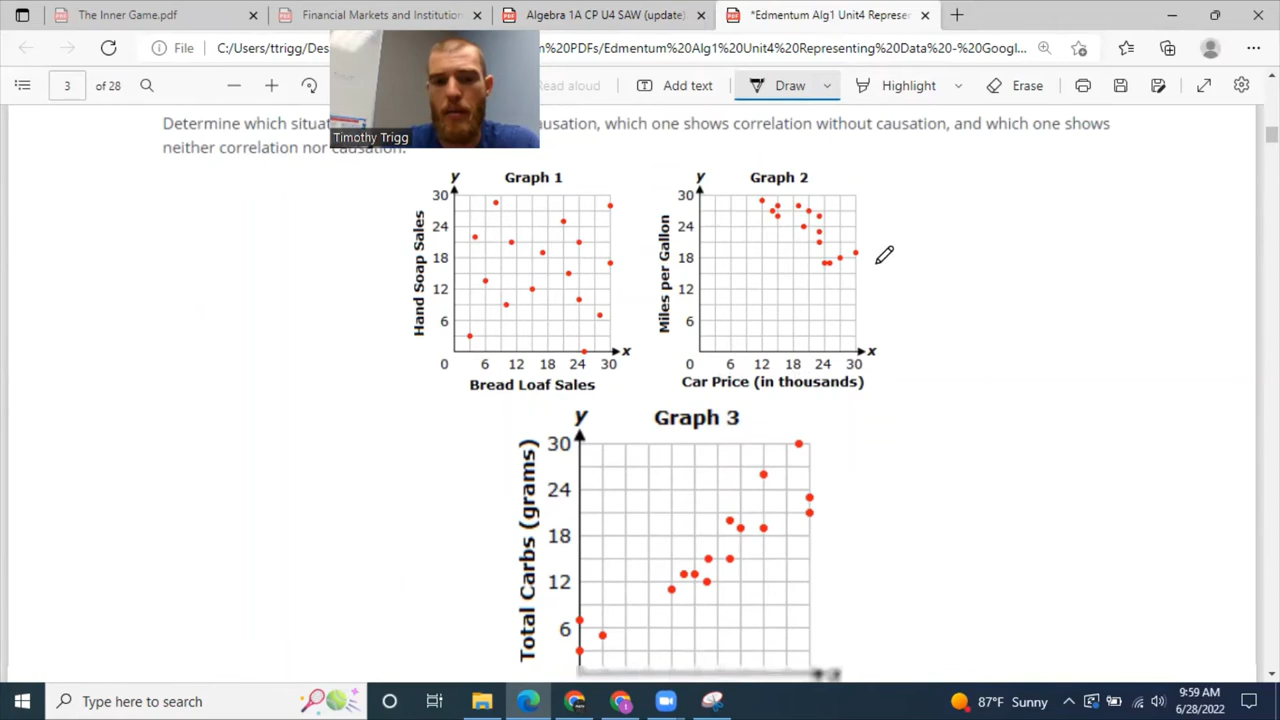 The Inner Game.pdf
Financial Markets and Institution
Algebra 1A CP U4 SAW (update)
*Edmentum Alg1 Unit4 Represer
File
C:/Users/ttrigg/Des
m%20PDFs/Edmentum%20Alg1%20Unit4%20Representing%20Data%20-%20Googl...
3 of 28
Read aloud
Add text
Draw
Highlight
Erase
Timothy Trigg
Determine which situat
ausation, which one shows correlation without causation, and which one shows
neither correlation nor causation.
y Graph 1
30
24
18
12
6
0 6 12 18 24 30
x
Hand Soap Sales
Bread Loaf Sales
y Graph 2
30
24
18
12
6
0 6 12 18 24 30
x
Miles per Gallon
Car Price (in thousands)
y Graph 3
30
24
18
12
6
Total Carbs (grams)
Type here to search
87°F Sunny
9:59 AM
6/28/2022